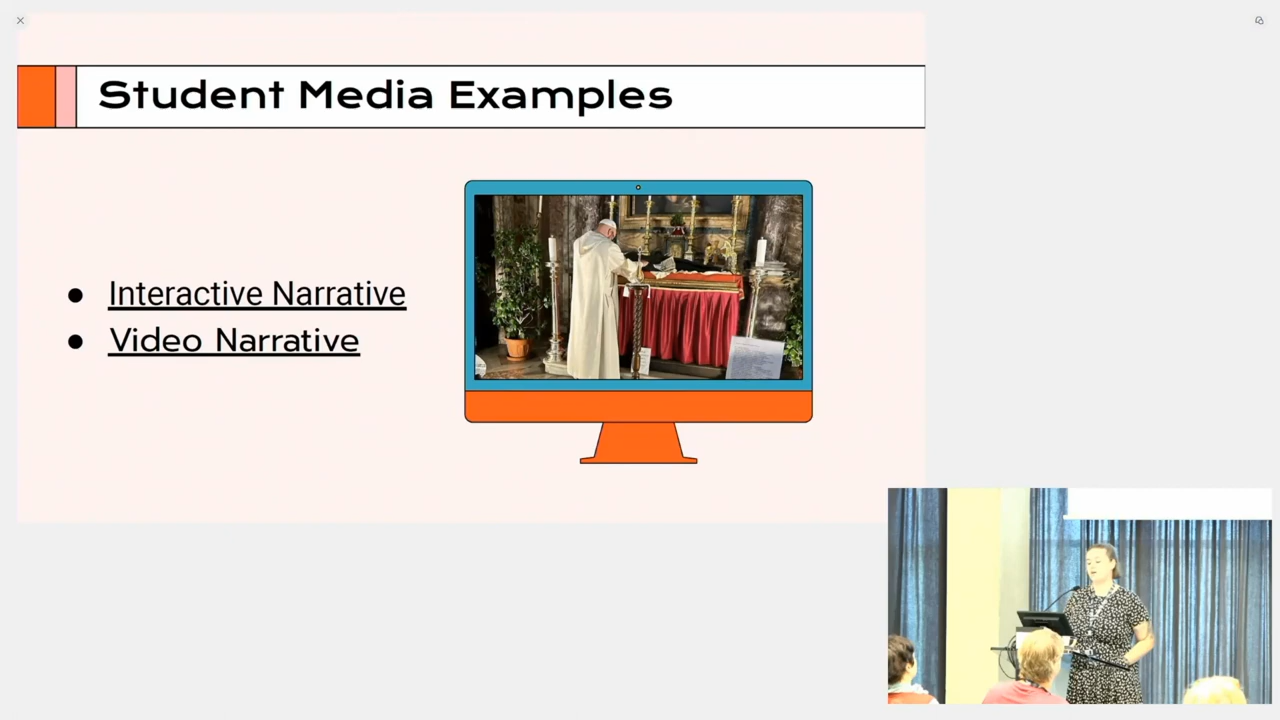 Student Media Examples
● Interactive Narrative
● Video Narrative